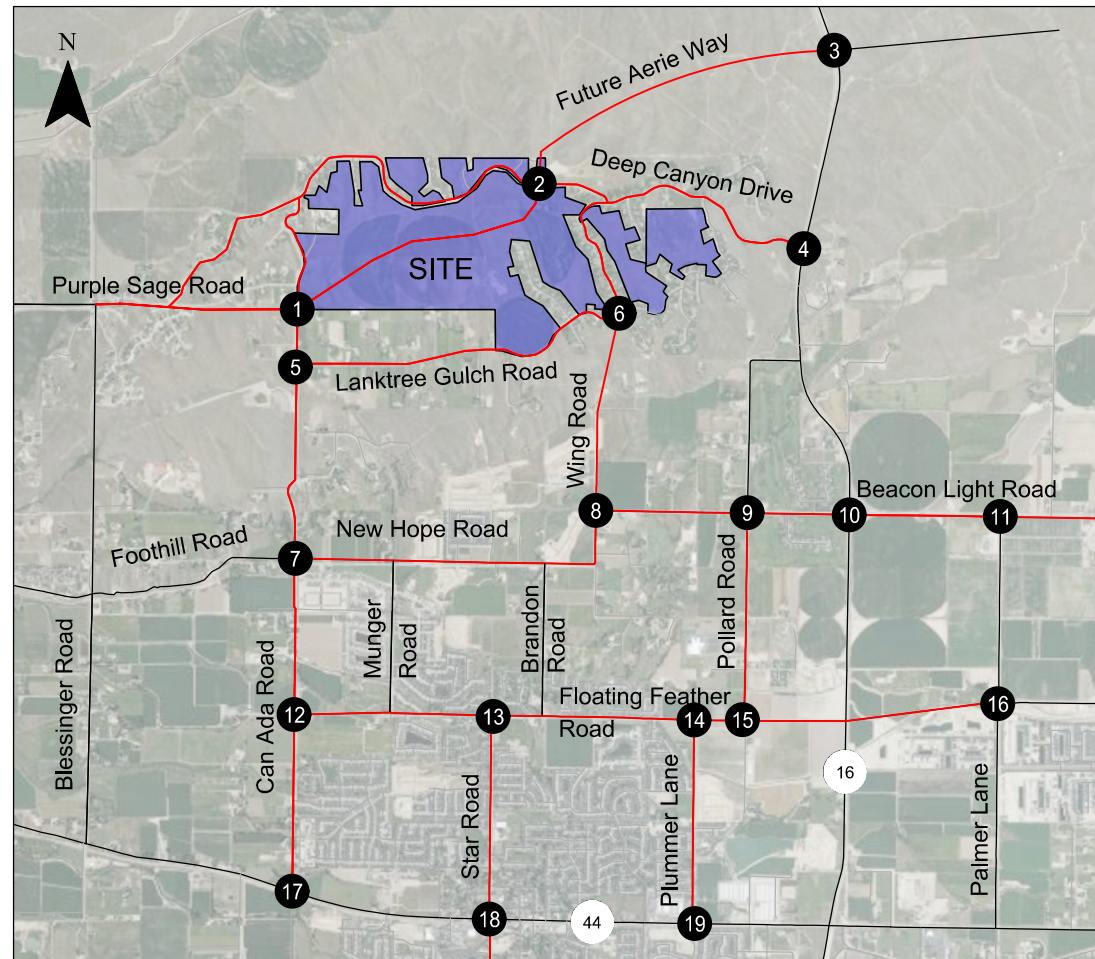 N
Future Aerie Way
3
Deep Canyon Drive
2
4
SITE
Purple Sage Road
1
6
5
Lanktree Gulch Road
Wing Road
Beacon Light Road
8
9
10
11
New Hope Road
Foothill Road
7
Munger
Road
Brandon
Road
Pollard Road
Blessinger Road
Can Ada Road
Floating Feather
Road
12
13
14
15
16
Star Road
Plummer Lane
16
Palmer Lane
17
18
44
19